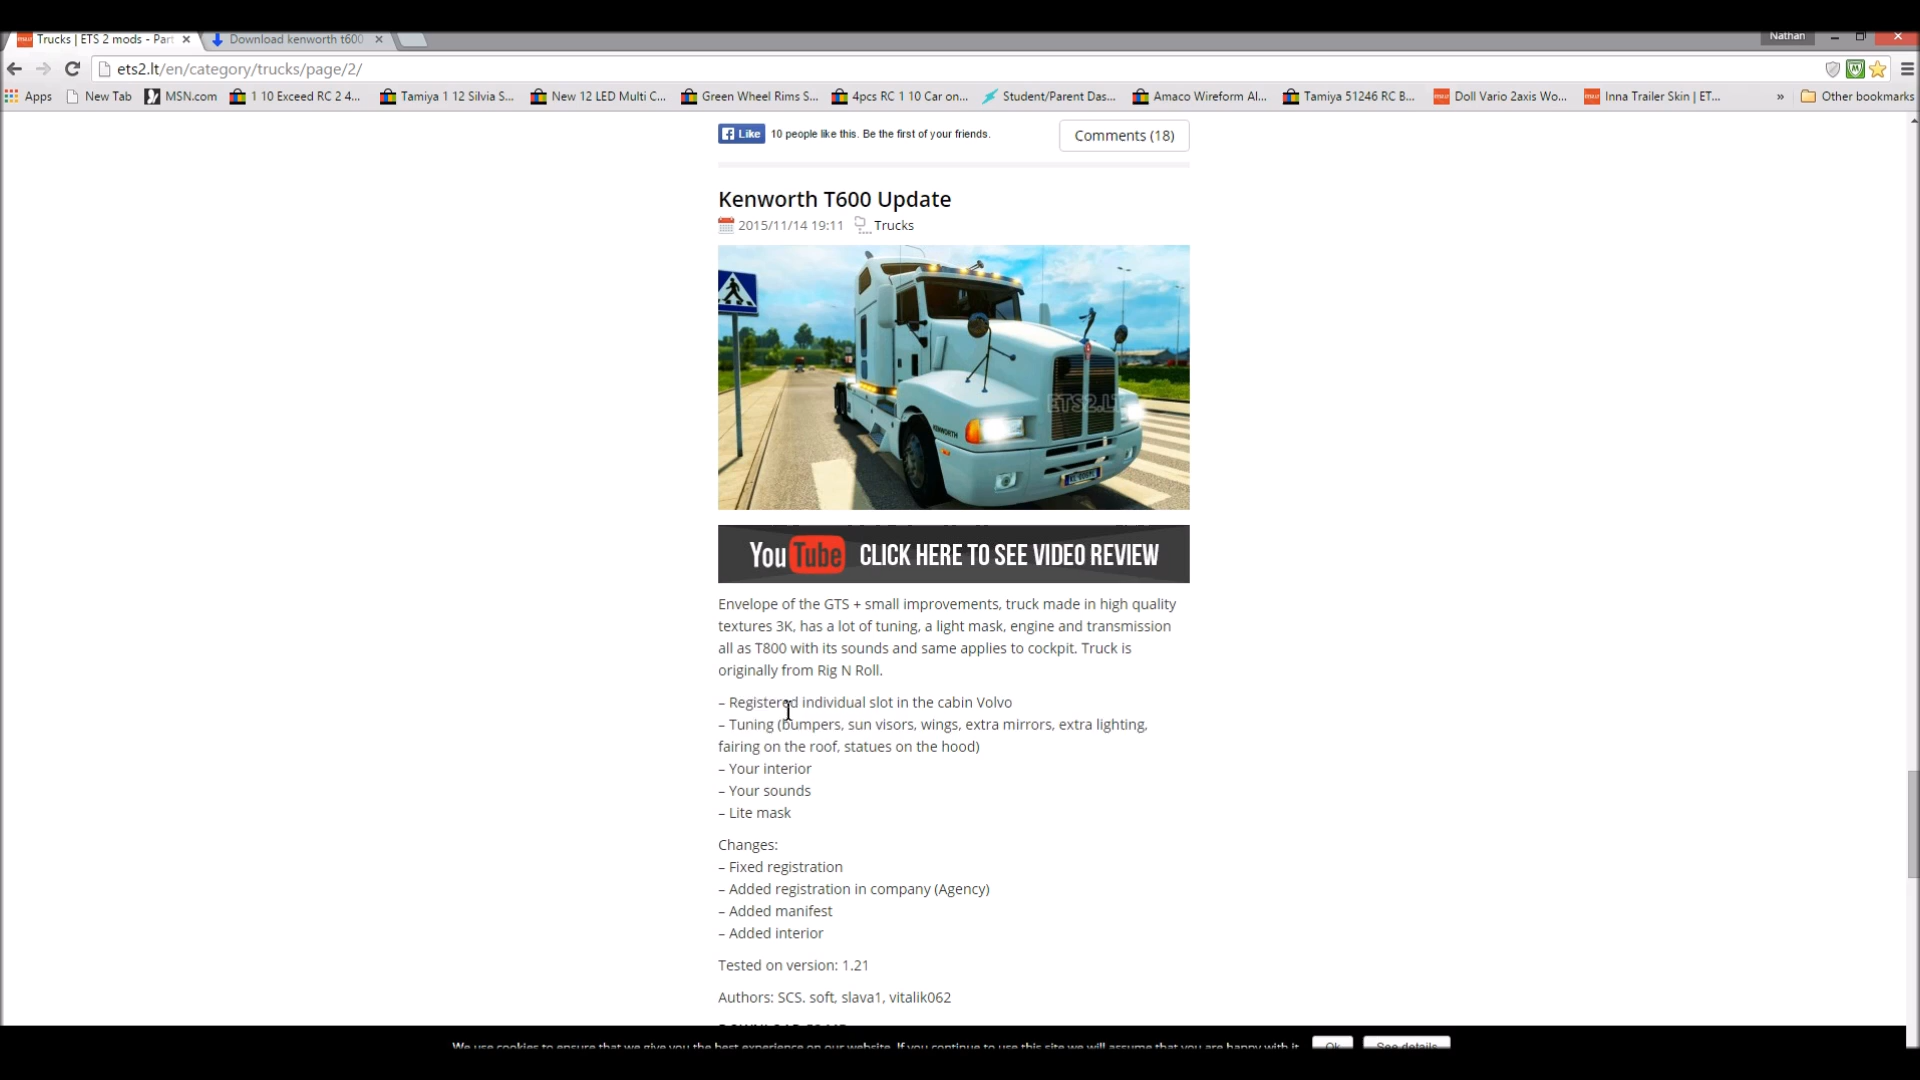 Trucks | ETS 2 mods - Part
Download kenworth t600
Nathan
ets2.lt/en/category/trucks/page/2/
Apps
New Tab
MSN.com
1 10 Exceed RC 2 4...
Tamiya 1 12 Silvia S...
New 12 LED Multi C...
Green Wheel Rims S...
4pcs RC 1 10 Car on...
Student/Parent Das...
Amaco Wireform Al...
Tamiya 51246 RC B...
Doll Vario 2axis Wo...
Inna Trailer Skin | ET...
»
Other bookmarks
Like 10 people like this. Be the first of your friends.
Comments (18)
Kenworth T600 Update
2015/11/14 19:11 Trucks
KENWORTH
ETS2.LT
YouTube CLICK HERE TO SEE VIDEO REVIEW
Envelope of the GTS + small improvements, truck made in high quality
textures 3K, has a lot of tuning, a light mask, engine and transmission
all as T800 with its sounds and same applies to cockpit. Truck is
originally from Rig N Roll.
– Registered individual slot in the cabin Volvo
– Tuning (bumpers, sun visors, wings, extra mirrors, extra lighting,
fairing on the roof, statues on the hood)
– Your interior
– Your sounds
– Lite mask
Changes:
– Fixed registration
– Added registration in company (Agency)
– Added manifest
– Added interior
Tested on version: 1.21
Authors: SCS. soft, slava1, vitalik062
We use cookies to ensure that we give you the best experience on our website. If you continue to use this site we will assume that you are happy with it.
Ok
See details